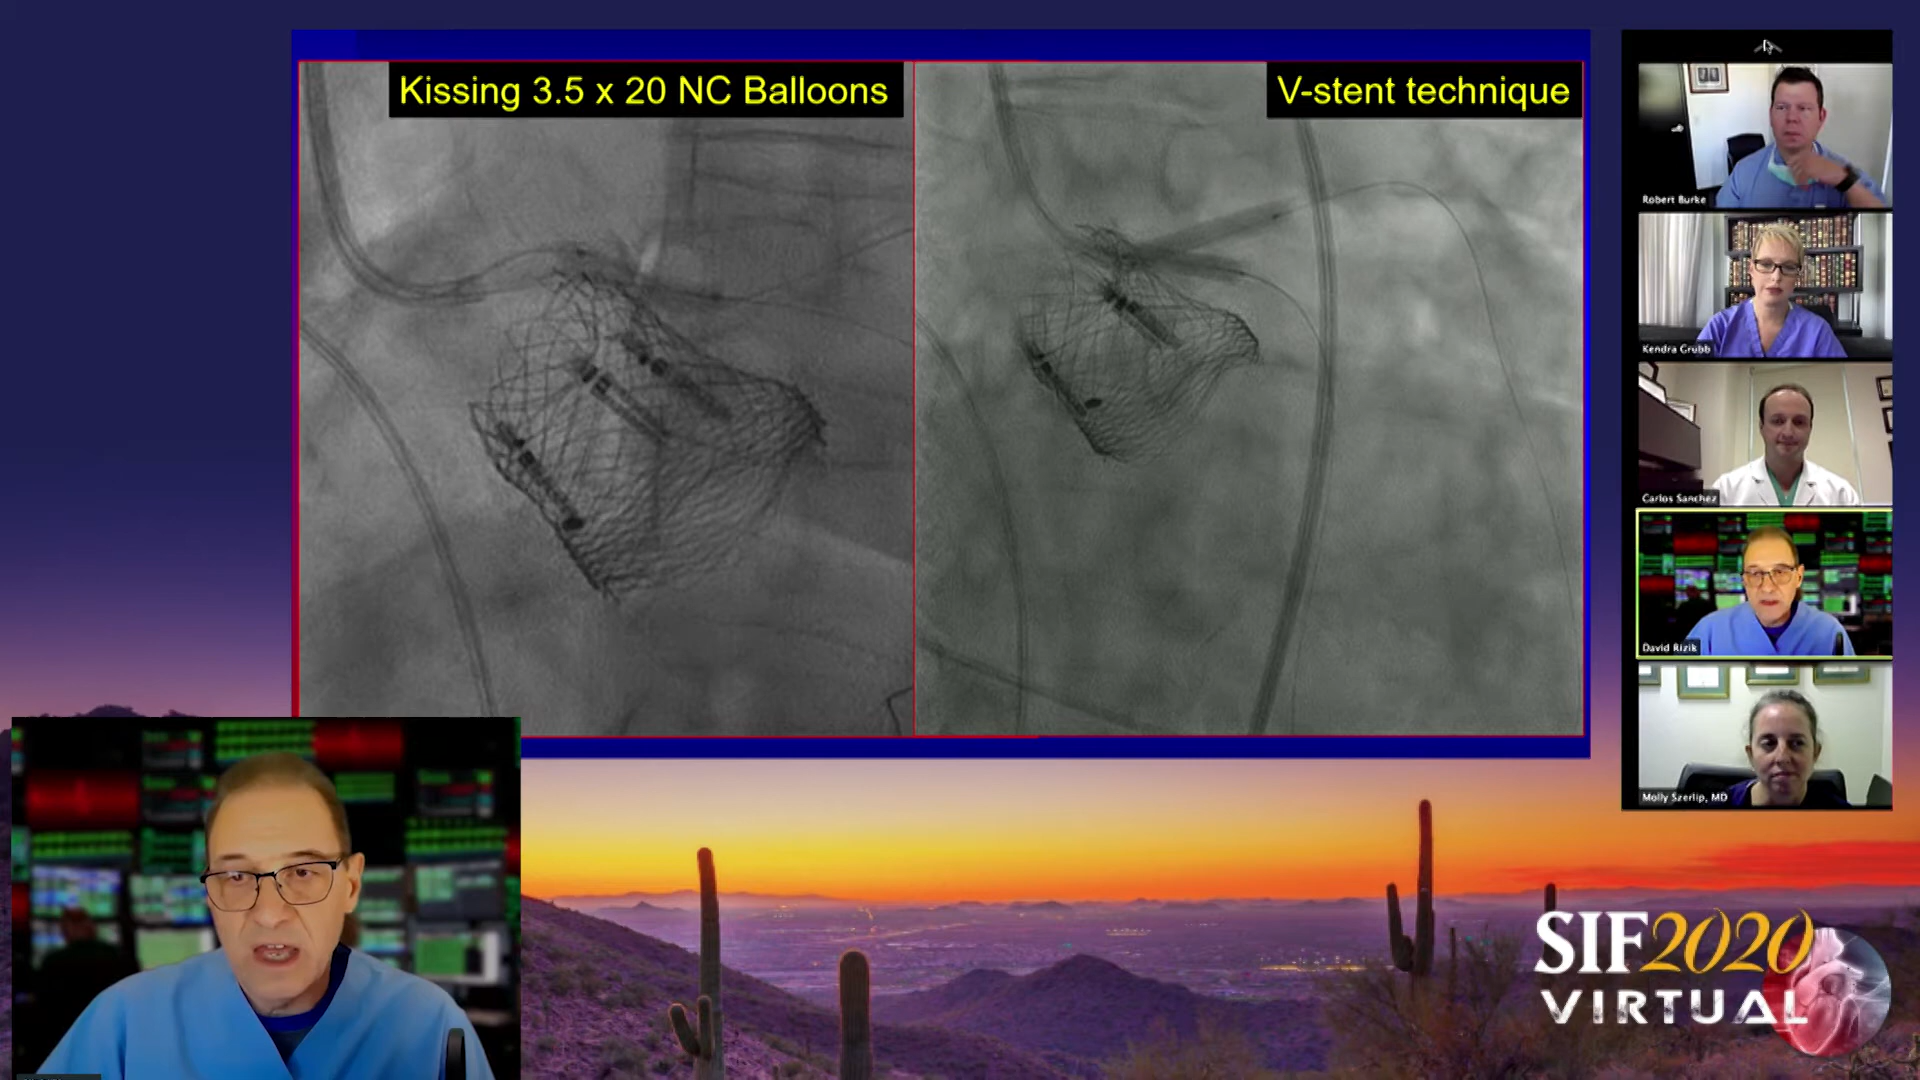 Kissing 3.5 x 20 NC Balloons
V-stent technique
Robert Burke
Kendra Grubb
Carlos Sanchez
David Rizik
Molly Szerlip, MD
SIF2020
VIRTUAL